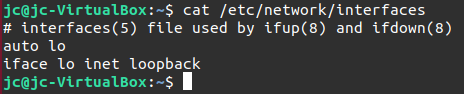 jc@jc-VirtualBox:~$ cat /etc/network/interfaces
# interfaces(5) file used by ifup(8) and ifdown(8)
auto lo
iface lo inet loopback
jc@jc-VirtualBox:~$